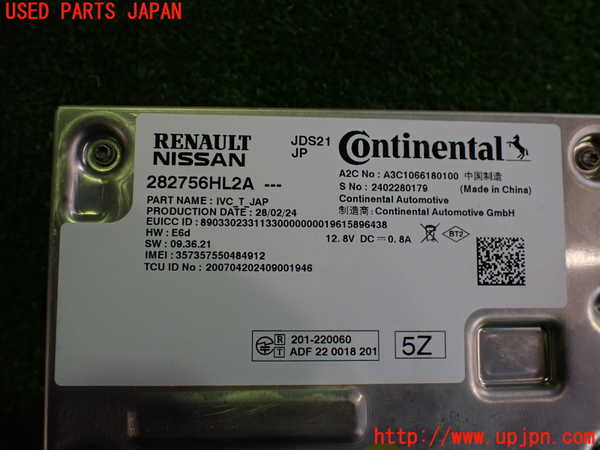 USED PARTS JAPAN
RENAULT
NISSAN
JDS21
JP
Continental
282756HL2A ---
A2C No : A3C1066180100 中国制造
S No : 2402280179 (Made in China)
PART NAME : IVC_T_JAP
Continental Automotive
PRODUCTION DATE : 28/02/24
制造商: Continental Automotive GmbH
EUICC ID : 89033023311330000000019615896438
HW : E6d
12. 8V DC = 0. 8A
BT2
SW : 09.36.21
IMEI : 357357550484912
TCU ID No : 200704202409001946
R 201-220060
T ADF 22 0018 201
5Z
http://www.upjpn.com/